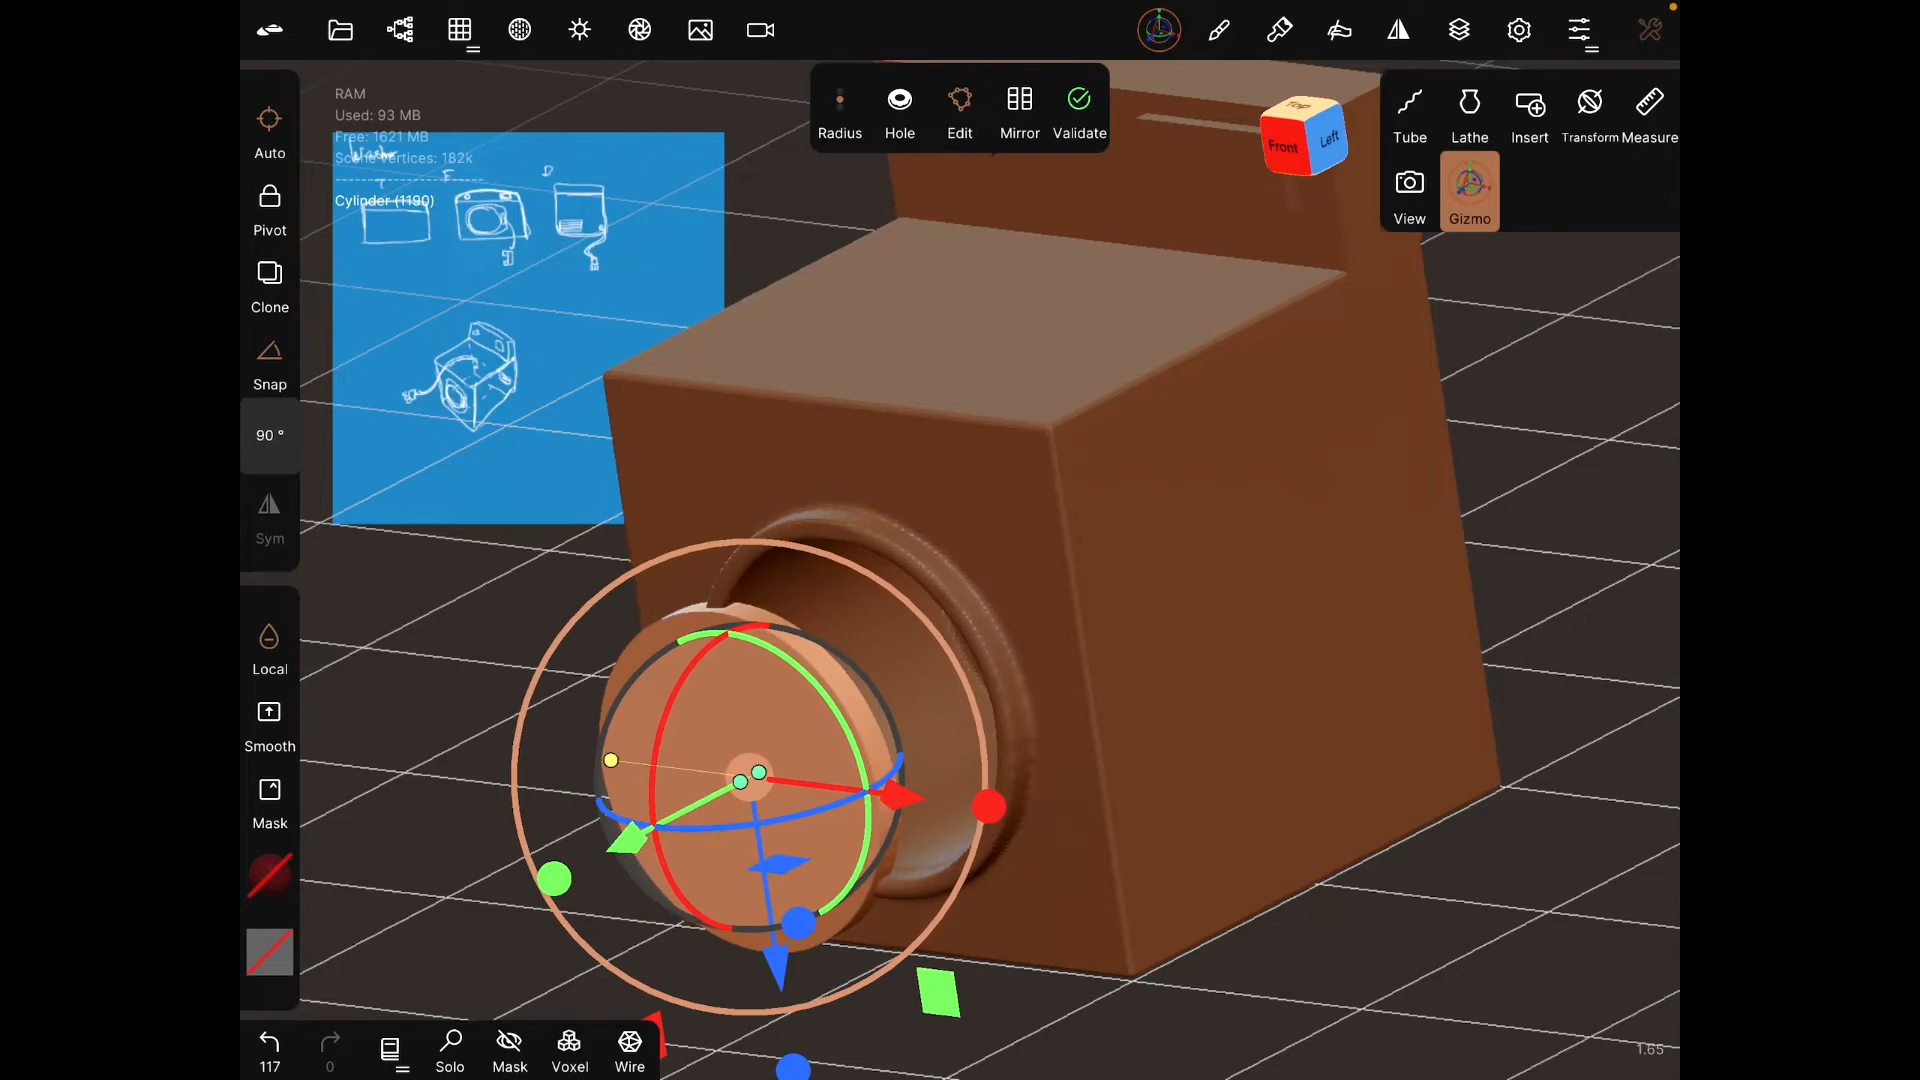 RAM
Used: 93 MB
Free: 1621 MB
Scene vertices: 182k
Cylinder (1190)
Washer
T
F
Auto
Pivot
Clone
Snap
90 °
Sym
Local
Smooth
Mask
Radius
Hole
Edit
Mirror
Validate
Top
Front
Left
Tube
Lathe
Insert
Transform
Measure
View
Gizmo
117
0
Solo
Mask
Voxel
Wire
1.65